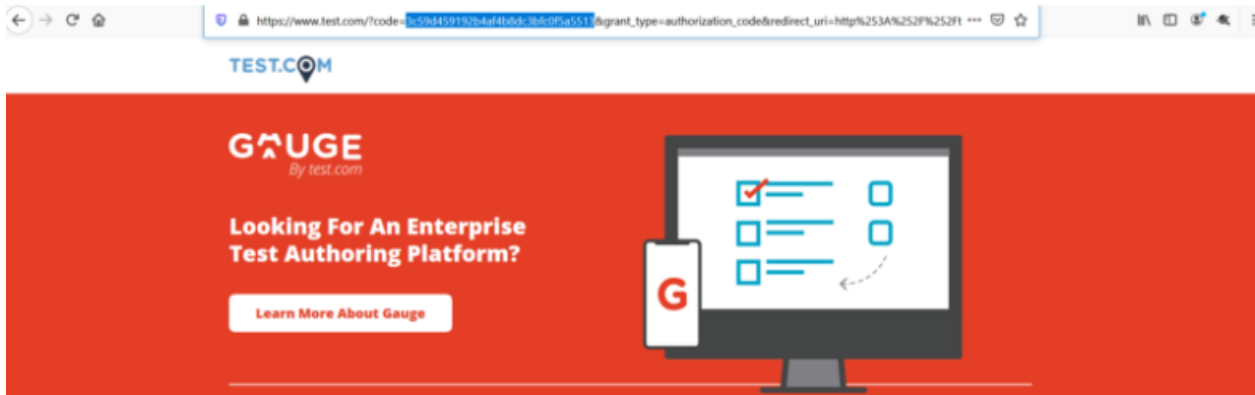 https://www.test.com/?code=3c59d459192b4af4b8dc3bfc0f5a5513&grant_type=authorization_code&redirect_uri=http%253A%252F%252Ft
TEST.COM
GAUGE
By test.com
Looking For An Enterprise
Test Authoring Platform?
Learn More About Gauge
G